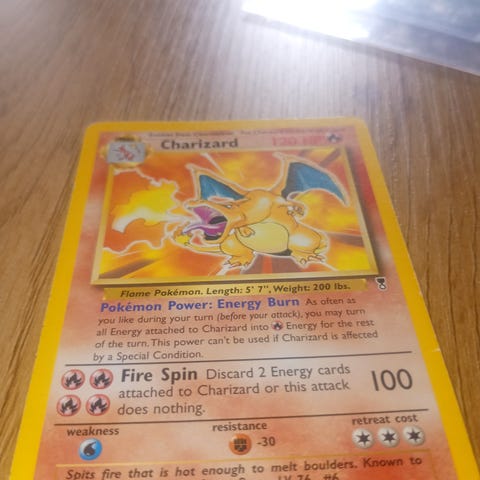 Charizard 120 HP
Flame Pokémon. Length: 5' 7", Weight: 200 lbs.
Pokémon Power: Energy Burn As often as
you like during your turn (before your attack), you may turn
all Energy attached to Charizard into Energy for the rest
of the turn. This power can't be used if Charizard is affected
by a Special Condition.
Fire Spin Discard 2 Energy cards
attached to Charizard or this attack
does nothing.
100
weakness
resistance
-30
retreat cost
Spits fire that is hot enough to melt boulders. Known to
LV. 76 #6